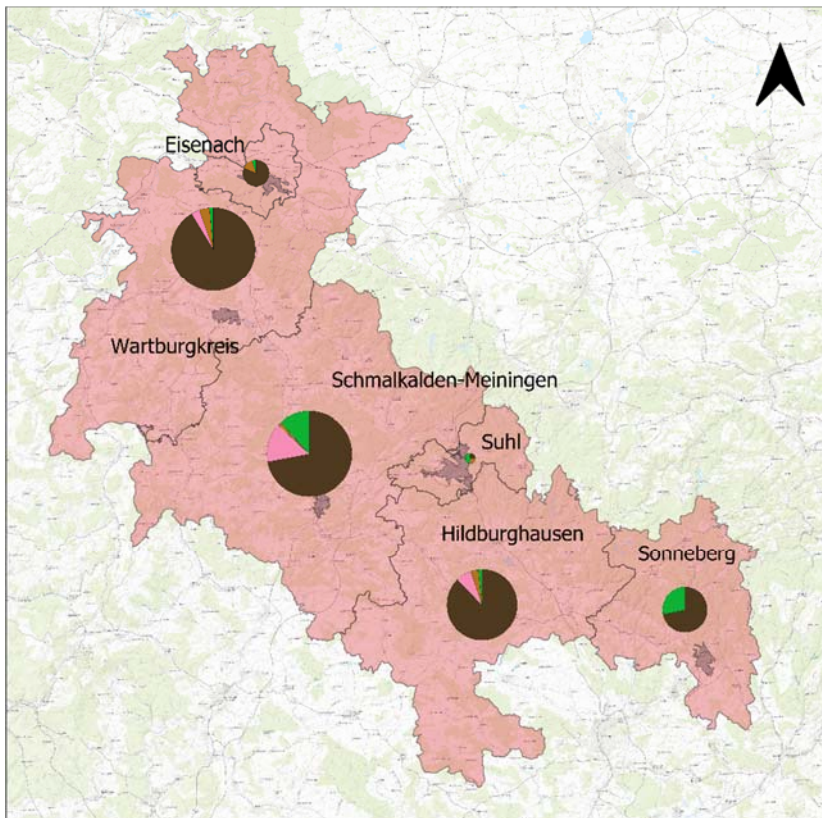 Eisenach
Wartburgkreis
Schmalkalden-Meiningen
Suhl
Hildburghausen
Sonneberg